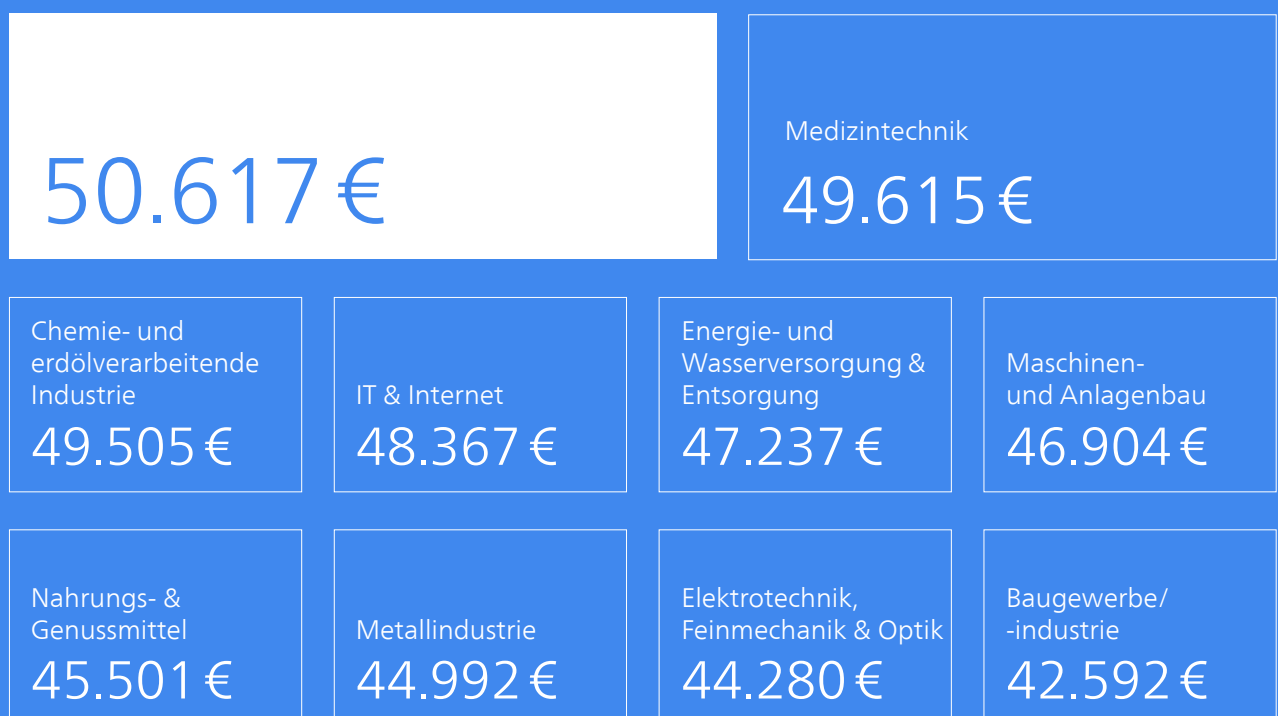 50.617 €
Medizintechnik
49.615 €
Chemie- und
erdölverarbeitende
Industrie
49.505 €
IT & Internet
48.367 €
Energie- und
Wasserversorgung &
Entsorgung
47.237 €
Maschinen-
und Anlagenbau
46.904 €
Nahrungs- &
Genussmittel
45.501 €
Metallindustrie
44.992 €
Elektrotechnik,
Feinmechanik & Optik
44.280 €
Baugewerbe/
-industrie
42.592 €